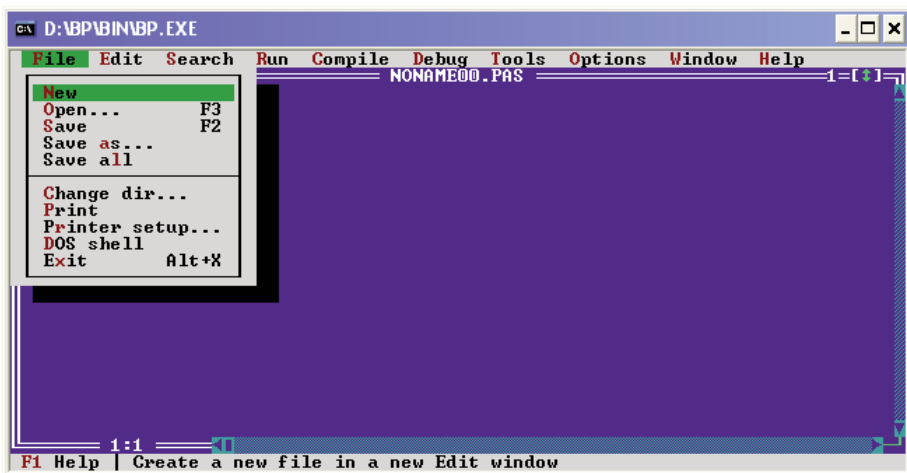 D:\BP\BIN\BP.EXE
File Edit Search Run Compile Debug Tools Options Window Help
NONAME00.PAS 1=[↕]
New
Open... F3
Save F2
Save as...
Save all
Change dir...
Print
Printer setup...
DOS shell
Exit Alt+X
1:1
F1 Help | Create a new file in a new Edit window